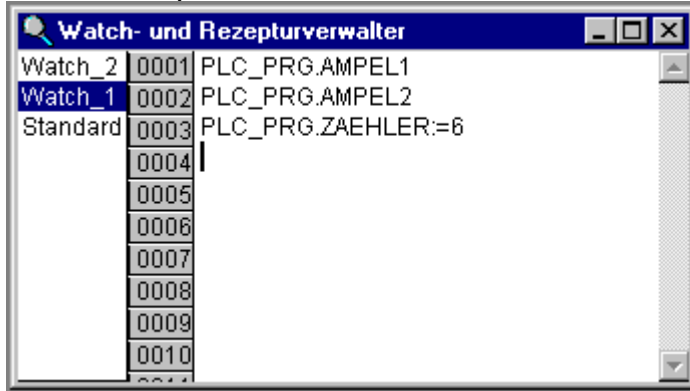 Watch- und Rezepturverwalter
Watch_2 0001 PLC_PRG.AMPEL1
Watch_1 0002 PLC_PRG.AMPEL2
Standard 0003 PLC_PRG.ZAEHLER:=6
0004
0005
0006
0007
0008
0009
0010